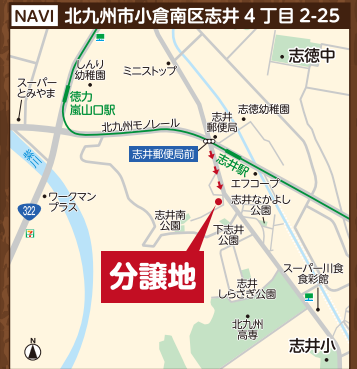 NAVI 北九州市小倉南区志井4丁目2-25
しんり
幼稚園
ミニストップ
志徳中
スーパー
とみやま
徳力
嵐山口駅
志徳幼稚園
北九州モノレール
志井
郵便局
紫川
志井郵便局前
志井駅
エフコープ
ワークマン
プラス
志井なかよし
公園
322
志井南
公園
下志井
公園
分譲地
志井
しらさぎ公園
スーパー川食
食彩館
北九州
高専
志井小
N